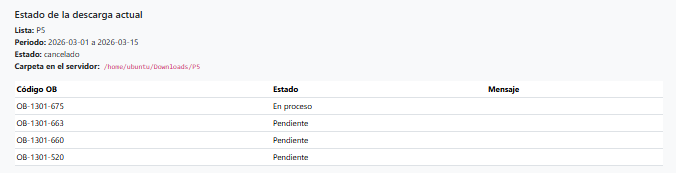 Estado de la descarga actual
Lista: P5
Periodo: 2026-03-01 a 2026-03-15
Estado: cancelado
Carpeta en el servidor: /home/ubuntu/Downloads/P5
Código OB Estado Mensaje
OB-1301-675 En proceso
OB-1301-663 Pendiente
OB-1301-660 Pendiente
OB-1301-520 Pendiente